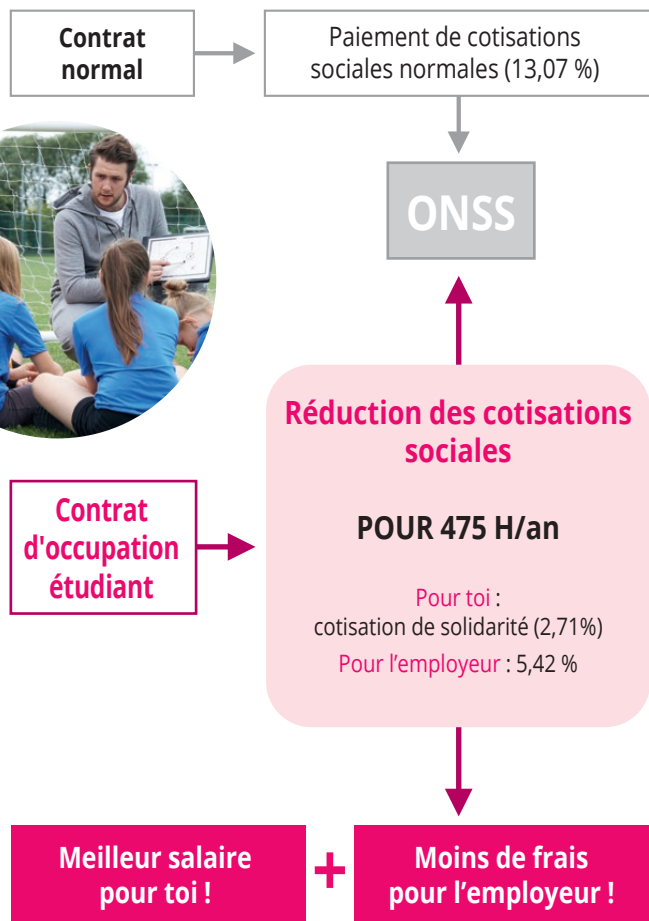 Contrat
normal
Paiement de cotisations
sociales normales (13,07 %)
ONSS
Réduction des cotisations
sociales
POUR 475 H/an
Pour toi :
cotisation de solidarité (2,71%)
Pour l’employeur : 5,42 %
Contrat
d'occupation
étudiant
Meilleur salaire
pour toi !
+
Moins de frais
pour l’employeur !